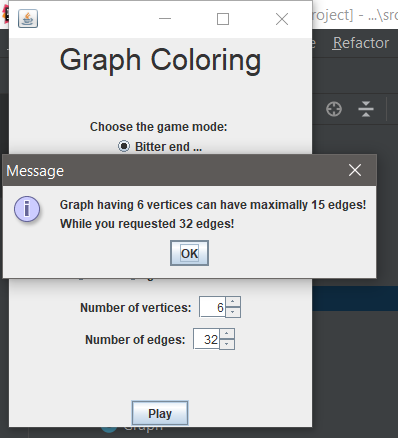 roject] - ...\src
e Refactor
Graph Coloring
Choose the game mode:
Bitter end ...
Message
Graph having 6 vertices can have maximally 15 edges!
While you requested 32 edges!
OK
Number of vertices: 6
Number of edges: 32
Play
Graph